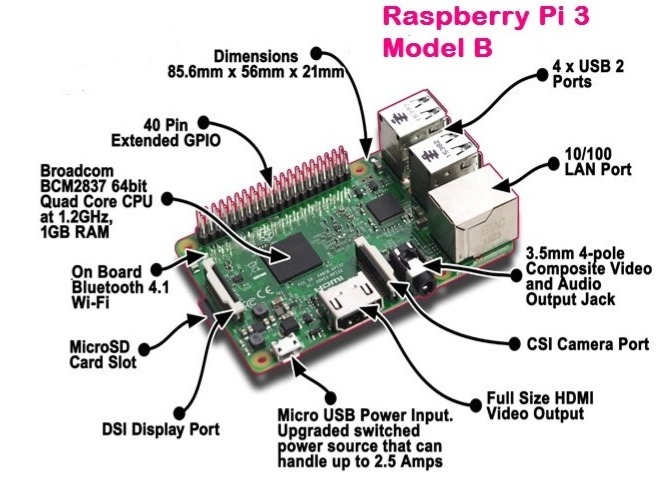 Raspberry Pi 3
Model B
Dimensions
85.6mm x 56mm x 21mm
4 x USB 2
Ports
40 Pin
Extended GPIO
10/100
LAN Port
Broadcom
BCM2837 64bit
Quad Core CPU
at 1.2GHz,
1GB RAM
On Board
Bluetooth 4.1
Wi-Fi
3.5mm 4-pole
Composite Video
and Audio
Output Jack
MicroSD
Card Slot
CSI Camera Port
DSI Display Port
Micro USB Power Input.
Upgraded switched
power source that can
handle up to 2.5 Amps
Full Size HDMI
Video Output
HDMI
CE